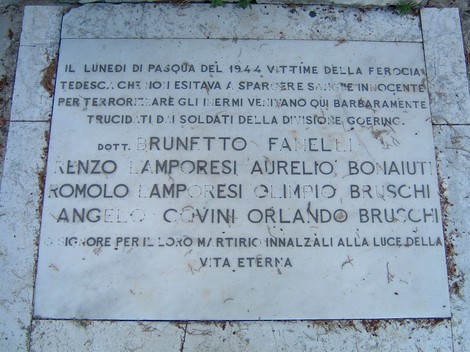 IL LUNEDI DI PASQUA DEL 1944 VITTIME DELLA FEROCIA
TEDESCA CHE NON ESITAVA A SPARGERE SANGUE INNOCENTE
PER TERRORIZZARE GLI INERMI VENIVANO QUI BARBARAMENTE
TRUCIDATI DAI SOLDATI DELLA DIVISIONE GOERING.
DOTT. BRUNETTO FANELLI
RENZO LAMPORESI AURELIO BONAIUTI
ROMOLO LAMPORESI OLIMPIO BRUSCHI
ANGELO COVINI ORLANDO BRUSCHI
O SIGNORE PER IL LORO MARTIRIO INNALZALI ALLA LUCE DELLA
VITA ETERNA